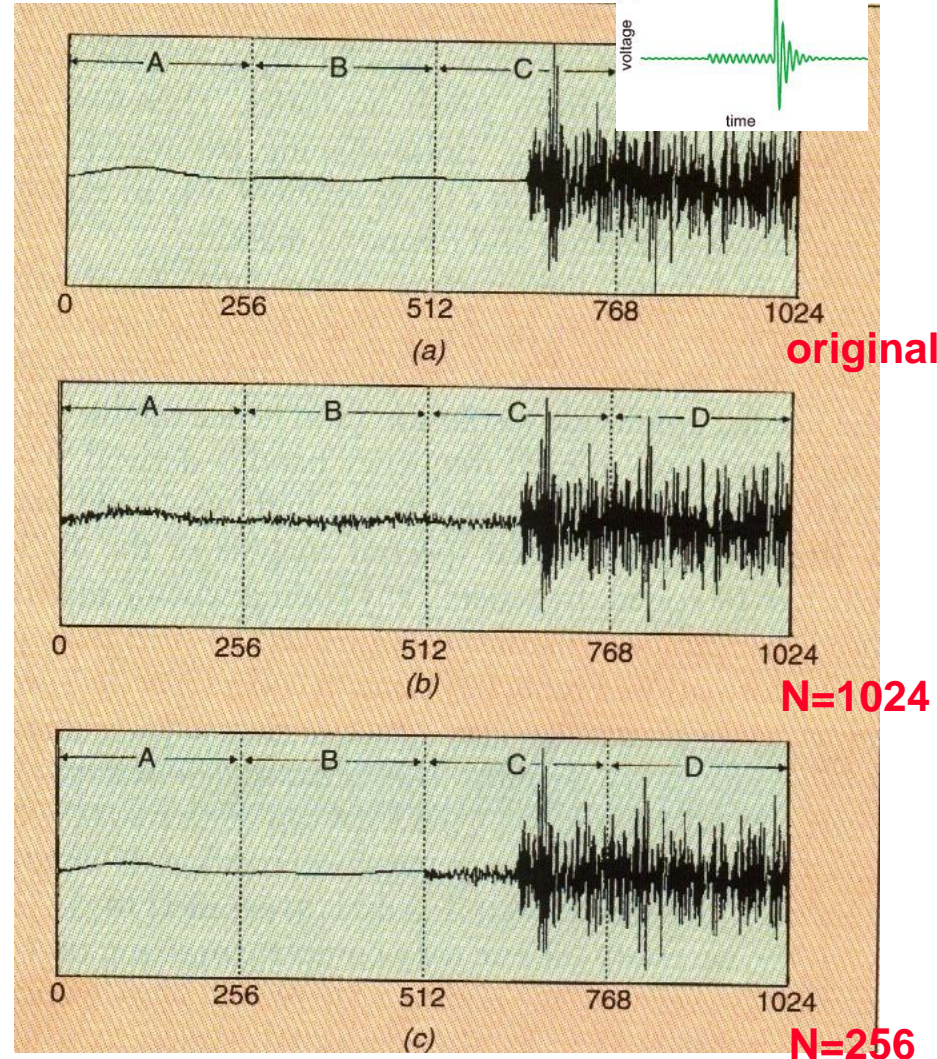 voltage
time
A B C
0 256 512 768 1024
(a)
original
A B C D
0 256 512 768 1024
(b)
N=1024
A B C D
0 256 512 768 1024
(c)
N=256